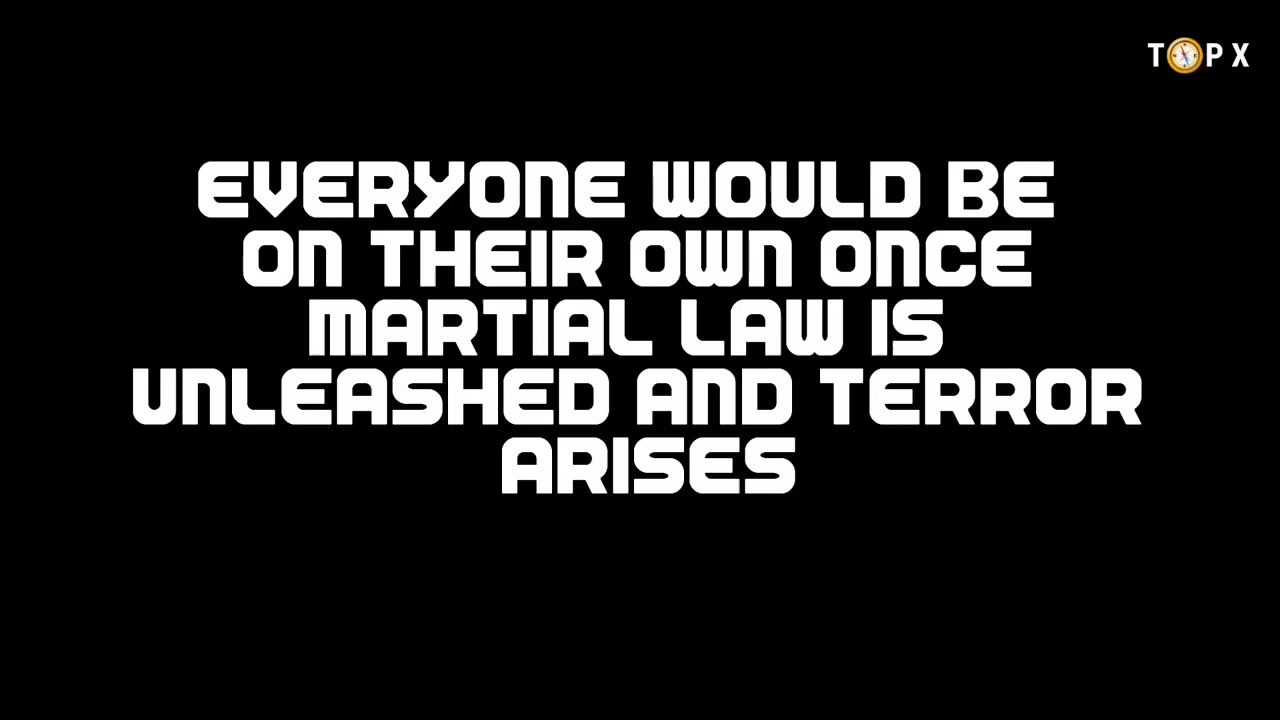 TOPX
EVERYONE WOULD BE
ON THEIR OWN ONCE
MARTIAL LAW IS
UNLEASHED AND TERROR
ARISES